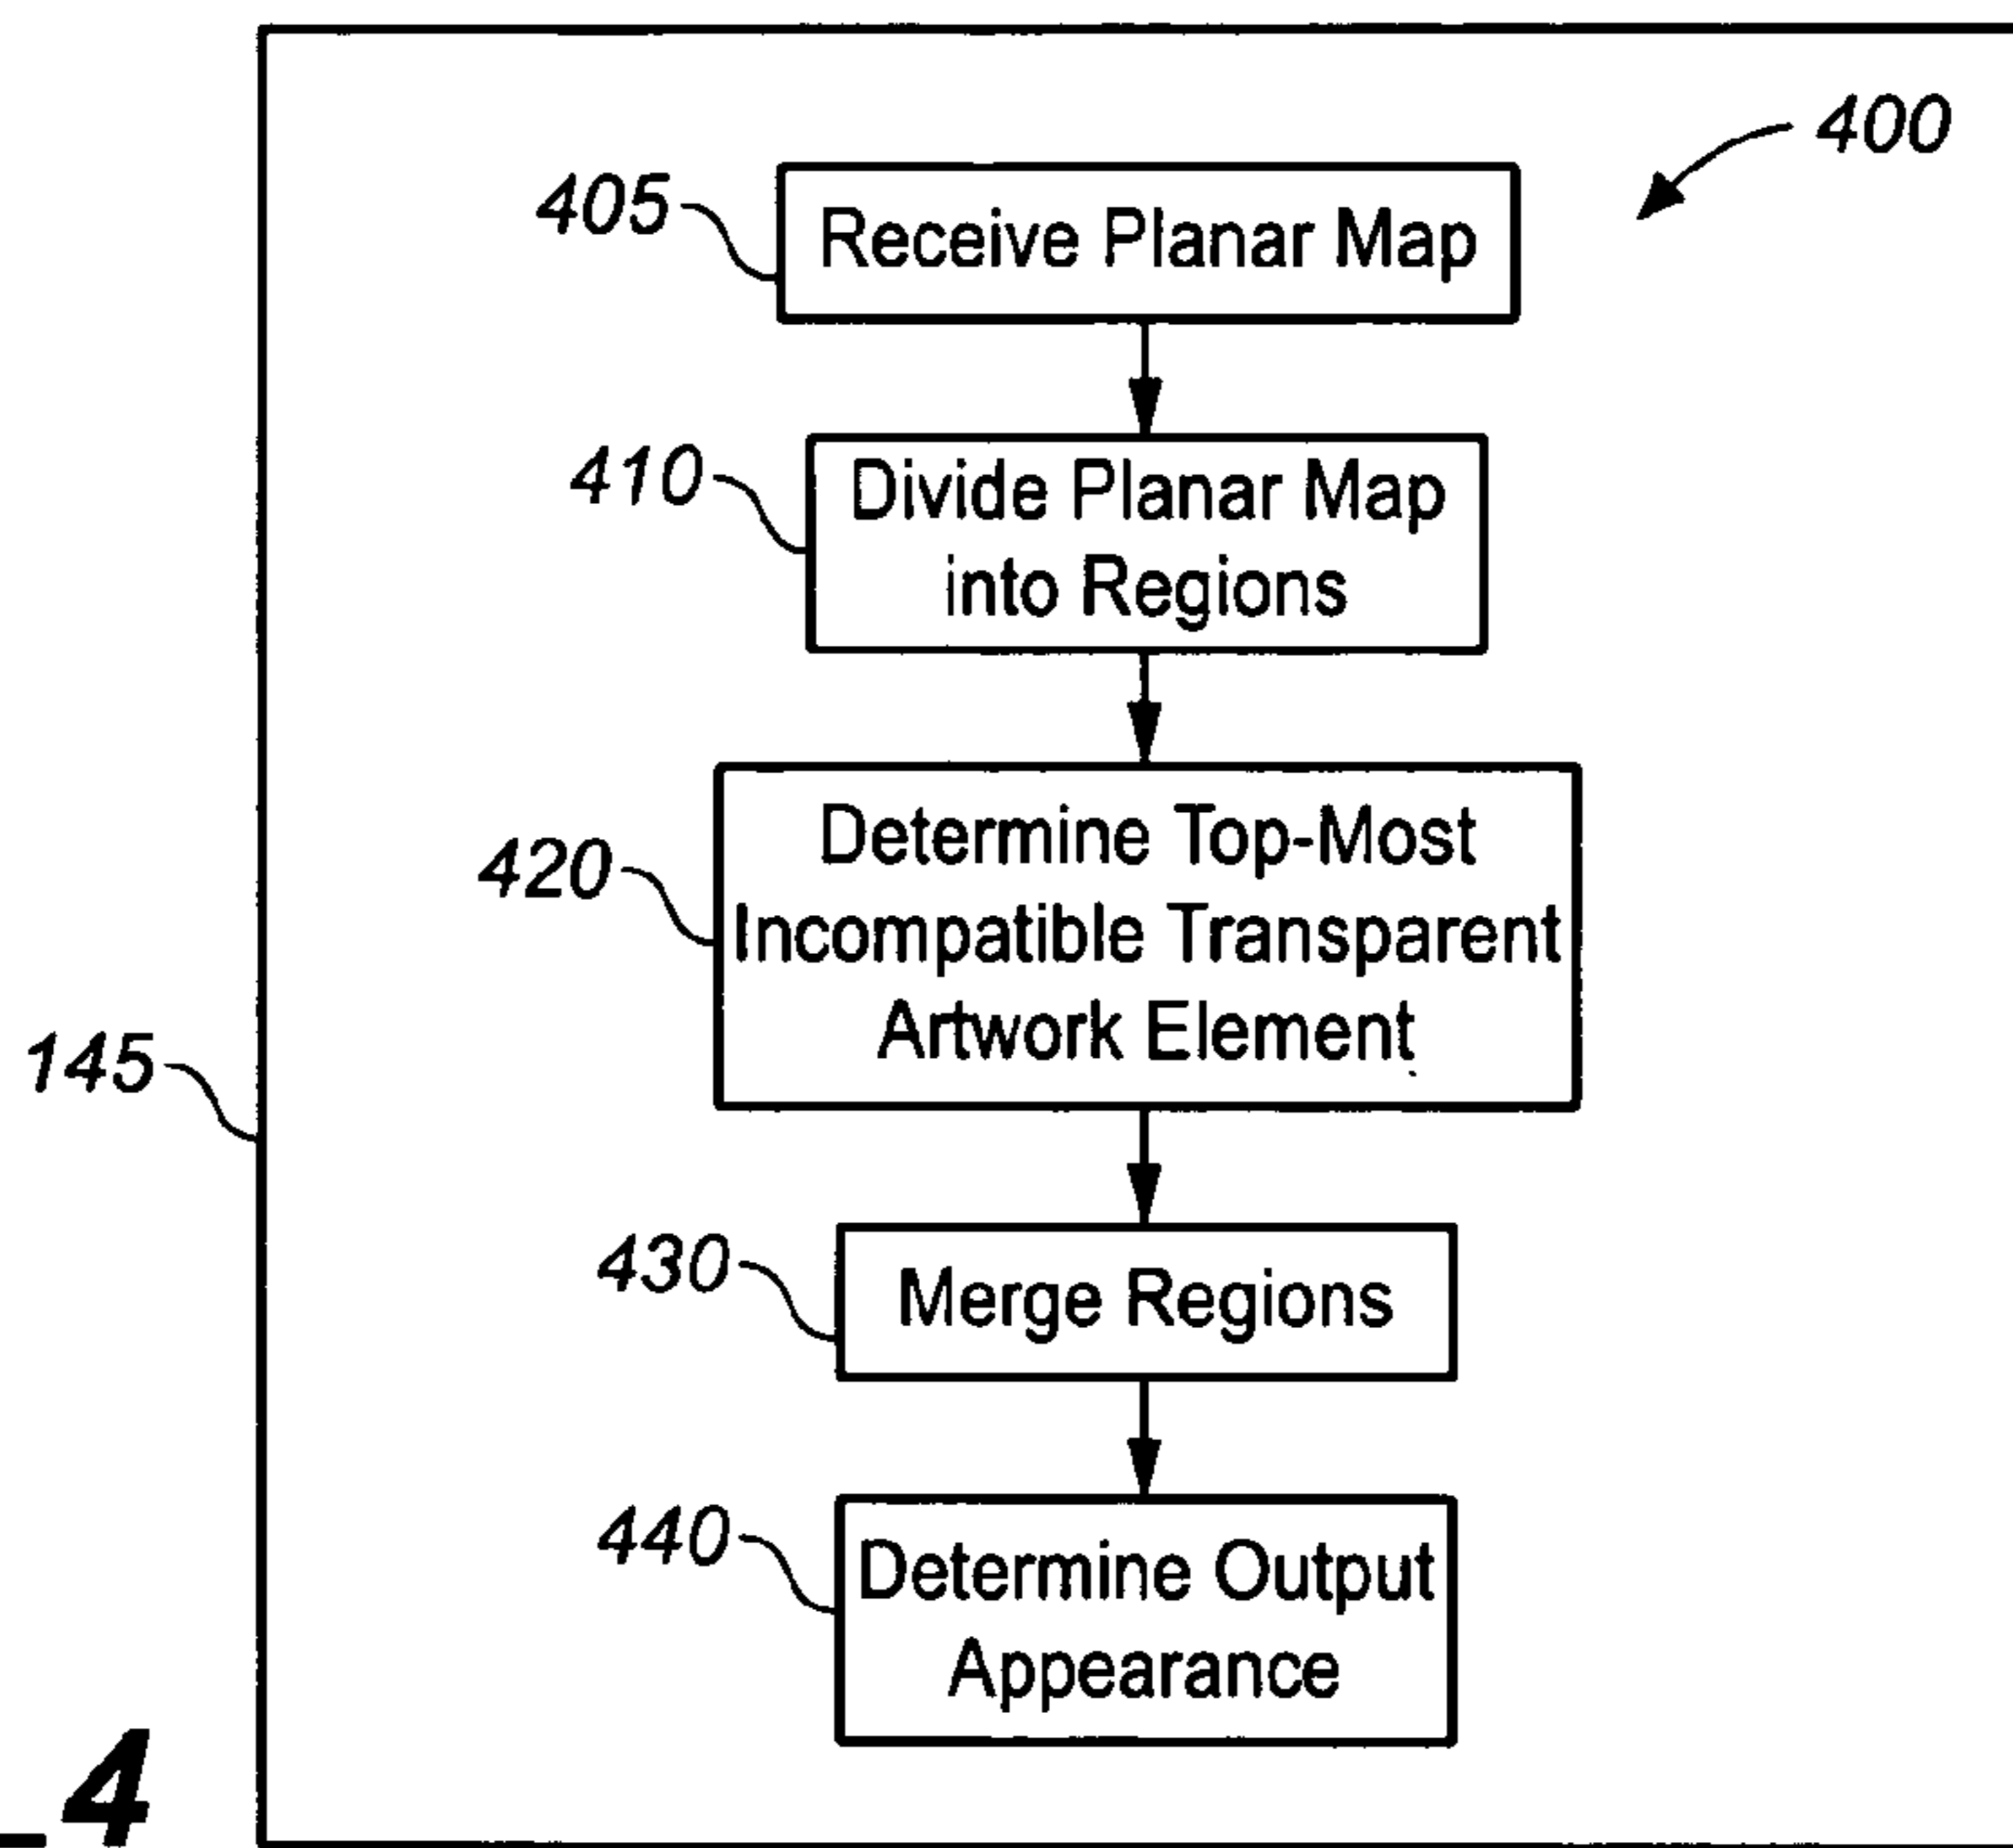 400
405
Receive Planar Map
410
Divide Planar Map
into Regions
420
Determine Top-Most
Incompatible Transparent
Artwork Element
145
430
Merge Regions
440
Determine Output
Appearance
_4